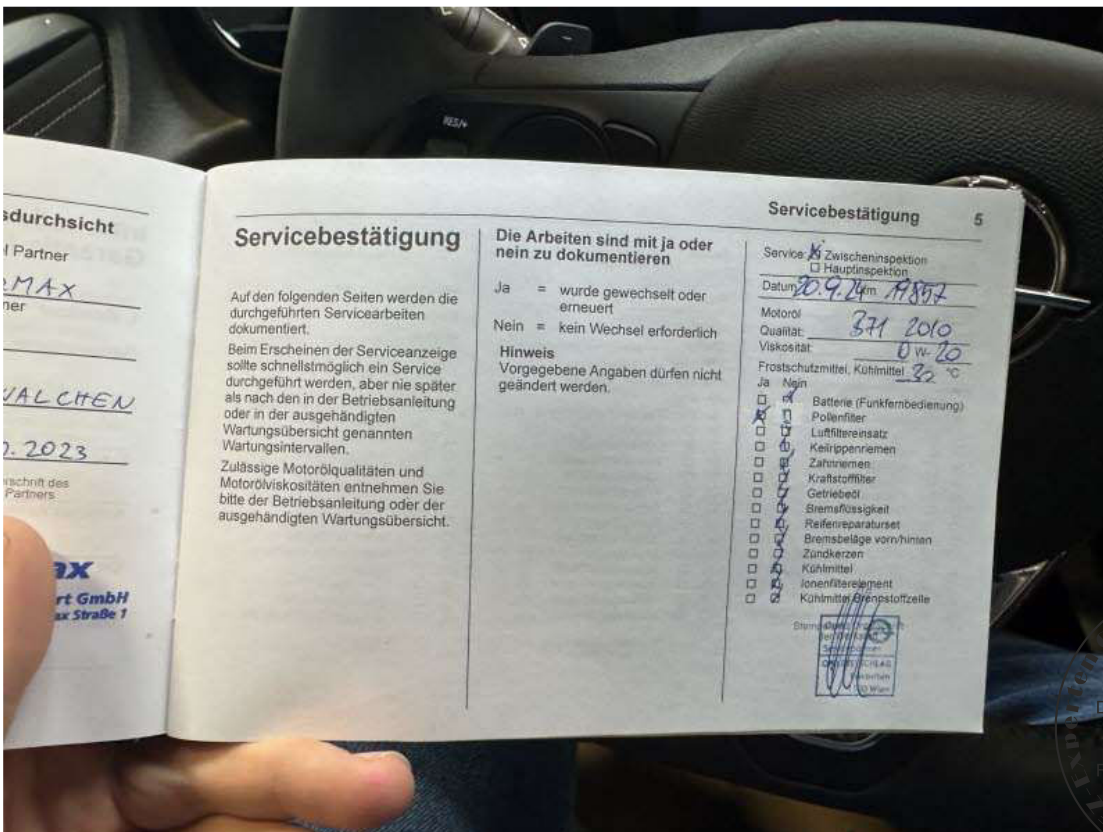 RES/+
sdurchsicht
l Partner
MAX
ner
WALCHEN
. 2023
rschrift des
Partners
ax
rt GmbH
ax Straße 1
Servicebestätigung 5
Servicebestätigung
Auf den folgenden Seiten werden die
durchgeführten Servicearbeiten
dokumentiert.
Beim Erscheinen der Serviceanzeige
sollte schnellstmöglich ein Service
durchgeführt werden, aber nie später
als nach den in der Betriebsanleitung
oder in der ausgehändigten
Wartungsübersicht genannten
Wartungsintervallen.
Zulässige Motorölqualitäten und
Motorölviskositäten entnehmen Sie
bitte der Betriebsanleitung oder der
ausgehändigten Wartungsübersicht.
Die Arbeiten sind mit ja oder
nein zu dokumentieren
Ja = wurde gewechselt oder
erneuert
Nein = kein Wechsel erforderlich
Hinweis
Vorgegebene Angaben dürfen nicht
geändert werden.
Service: Zwischeninspektion
Hauptinspektion
Datum 20.9.24 km 19857
Motoröl
Qualität: 371 2010
Viskosität: 0 W- 20
Frostschutzmittel, Kühlmittel 32 °C
Ja Nein
Batterie (Funkfernbedienung)
Pollenfilter
Luftfiltereinsatz
Keilrippenriemen
Zahnriemen
Kraftstofffilter
Getriebeöl
Bremsflüssigkeit
Reifenreparaturset
Bremsbeläge vorn/hinten
Zündkerzen
Kühlmittel
Ionenfilterelement
Kühlmittel Brennstoffzelle
Wien